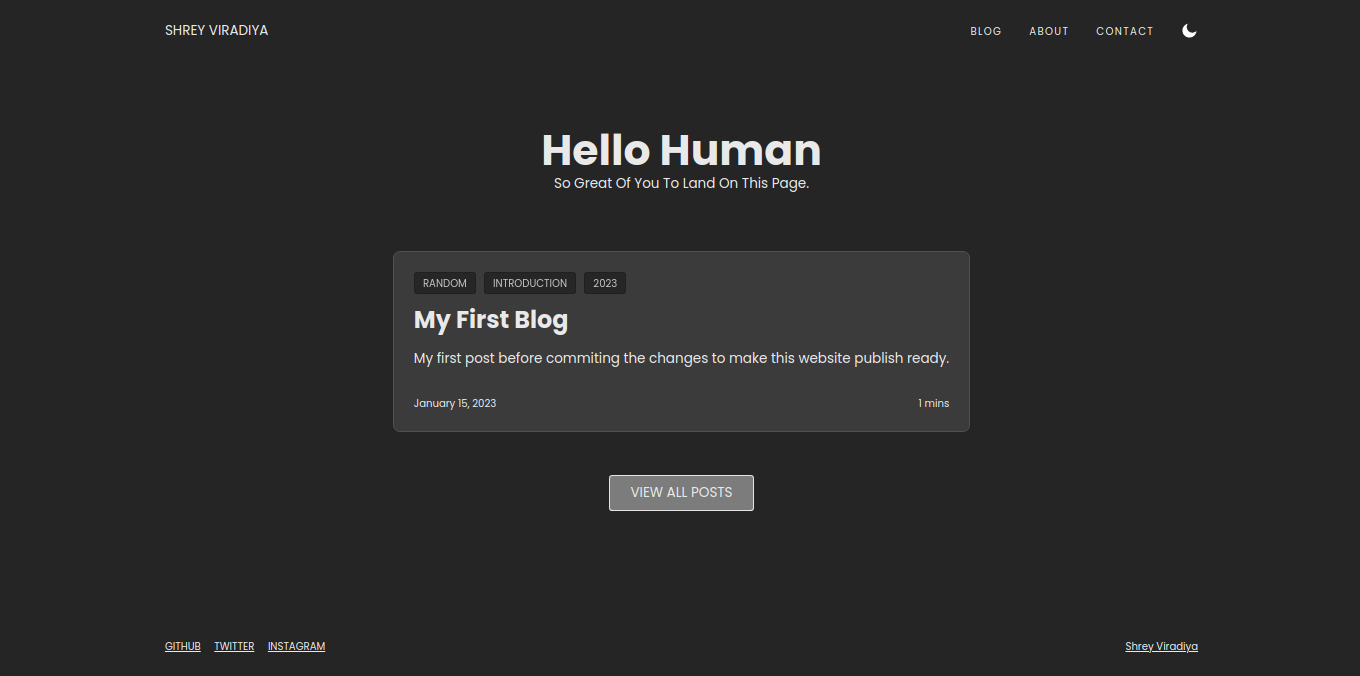 SHREY VIRADIYA BLOG ABOUT CONTACT
Hello Human
So Great Of You To Land On This Page.
RANDOM INTRODUCTION 2023
My First Blog
My first post before commiting the changes to make this website publish ready.
January 15, 2023 1 mins
VIEW ALL POSTS
GITHUB TWITTER INSTAGRAM Shrey Viradiya